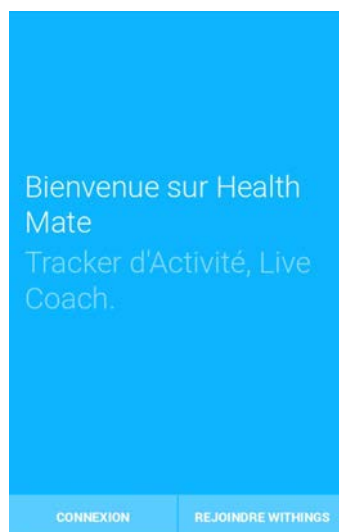 Bienvenue sur Health
Mate
Tracker d'Activité, Live
Coach.
CONNEXION
REJOINDRE WITHINGS